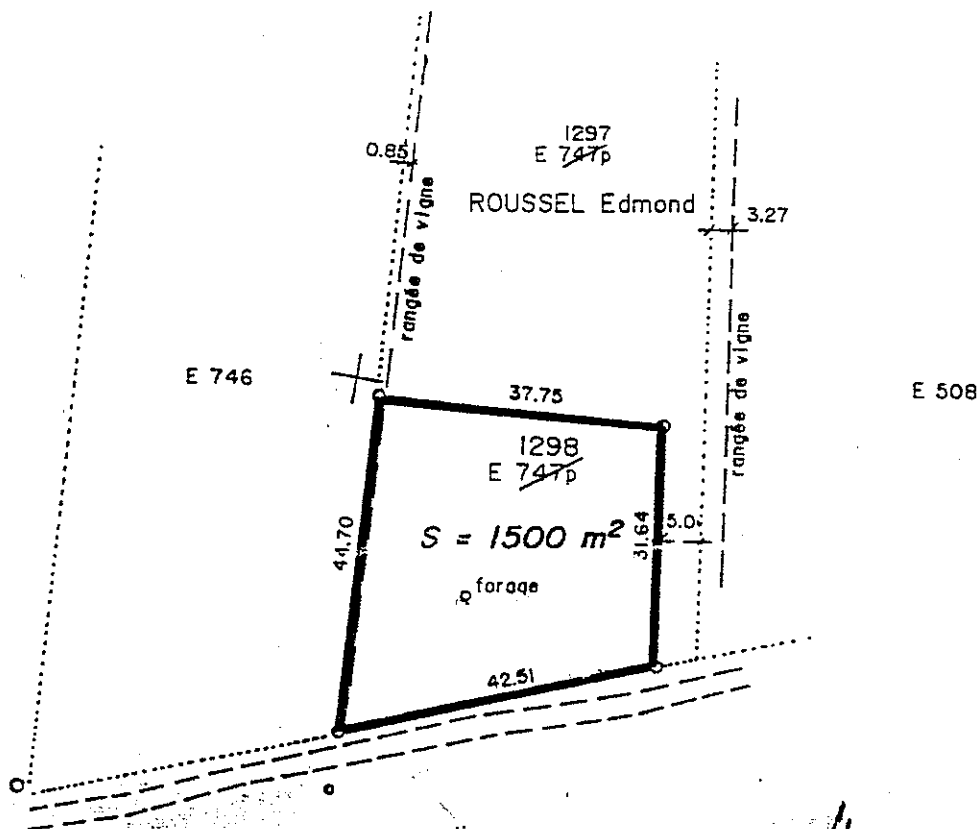 1297
E 747p
0.85
ROUSSEL Edmond
3.27
rangée de vigne
rangée de vigne
E 746
37.75
E 508
1298
E 747p
44.70
S = 1500 m²
31.64
5.0
forage
42.51